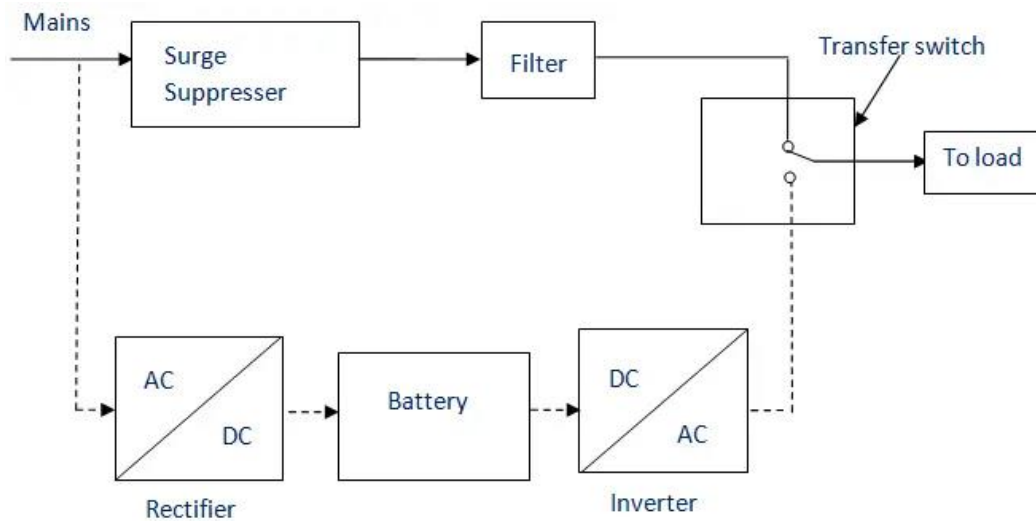 Mains
Surge
Suppresser
Filter
Transfer switch
To load
AC
DC
Rectifier
Battery
DC
AC
Inverter